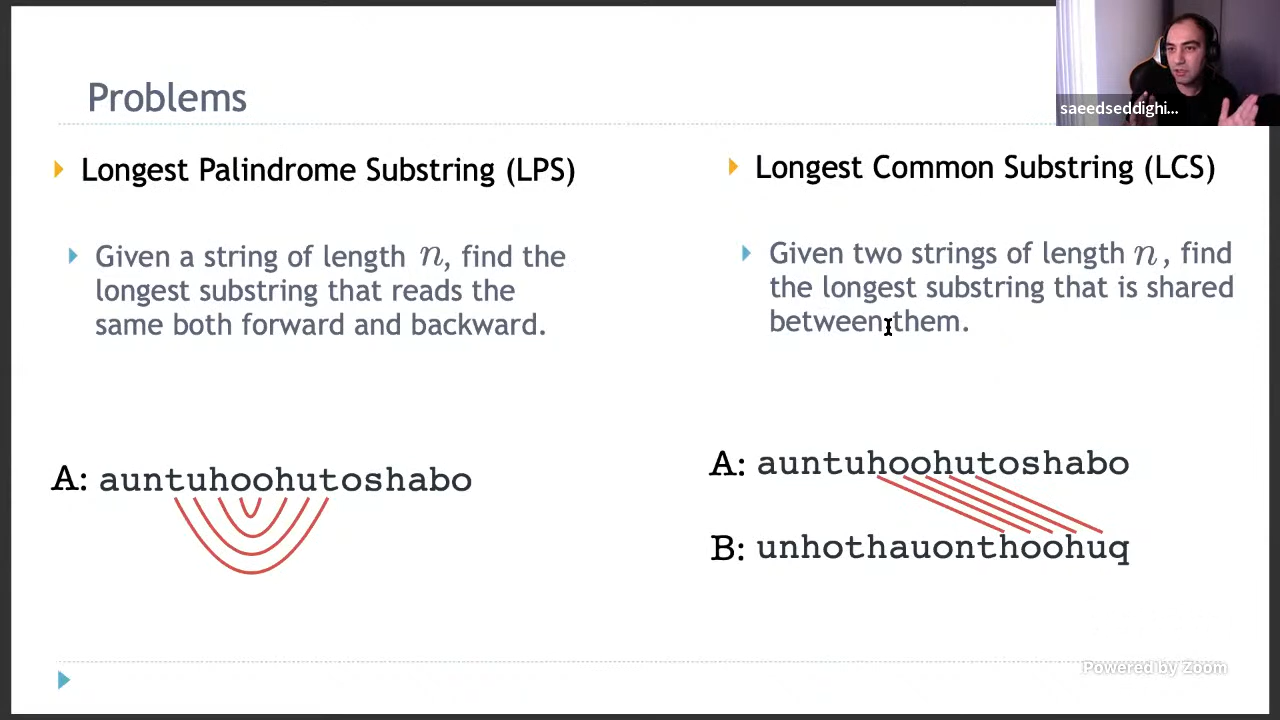 saeedseddighi...
Problems
Longest Palindrome Substring (LPS)
Given a string of length n, find the
longest substring that reads the
same both forward and backward.
A: auntuhoohutoshabo
Longest Common Substring (LCS)
Given two strings of length n, find
the longest substring that is shared
between them.
A: auntuhoohutoshabo
B: unhothauonthoohuq
Powered by Zoom